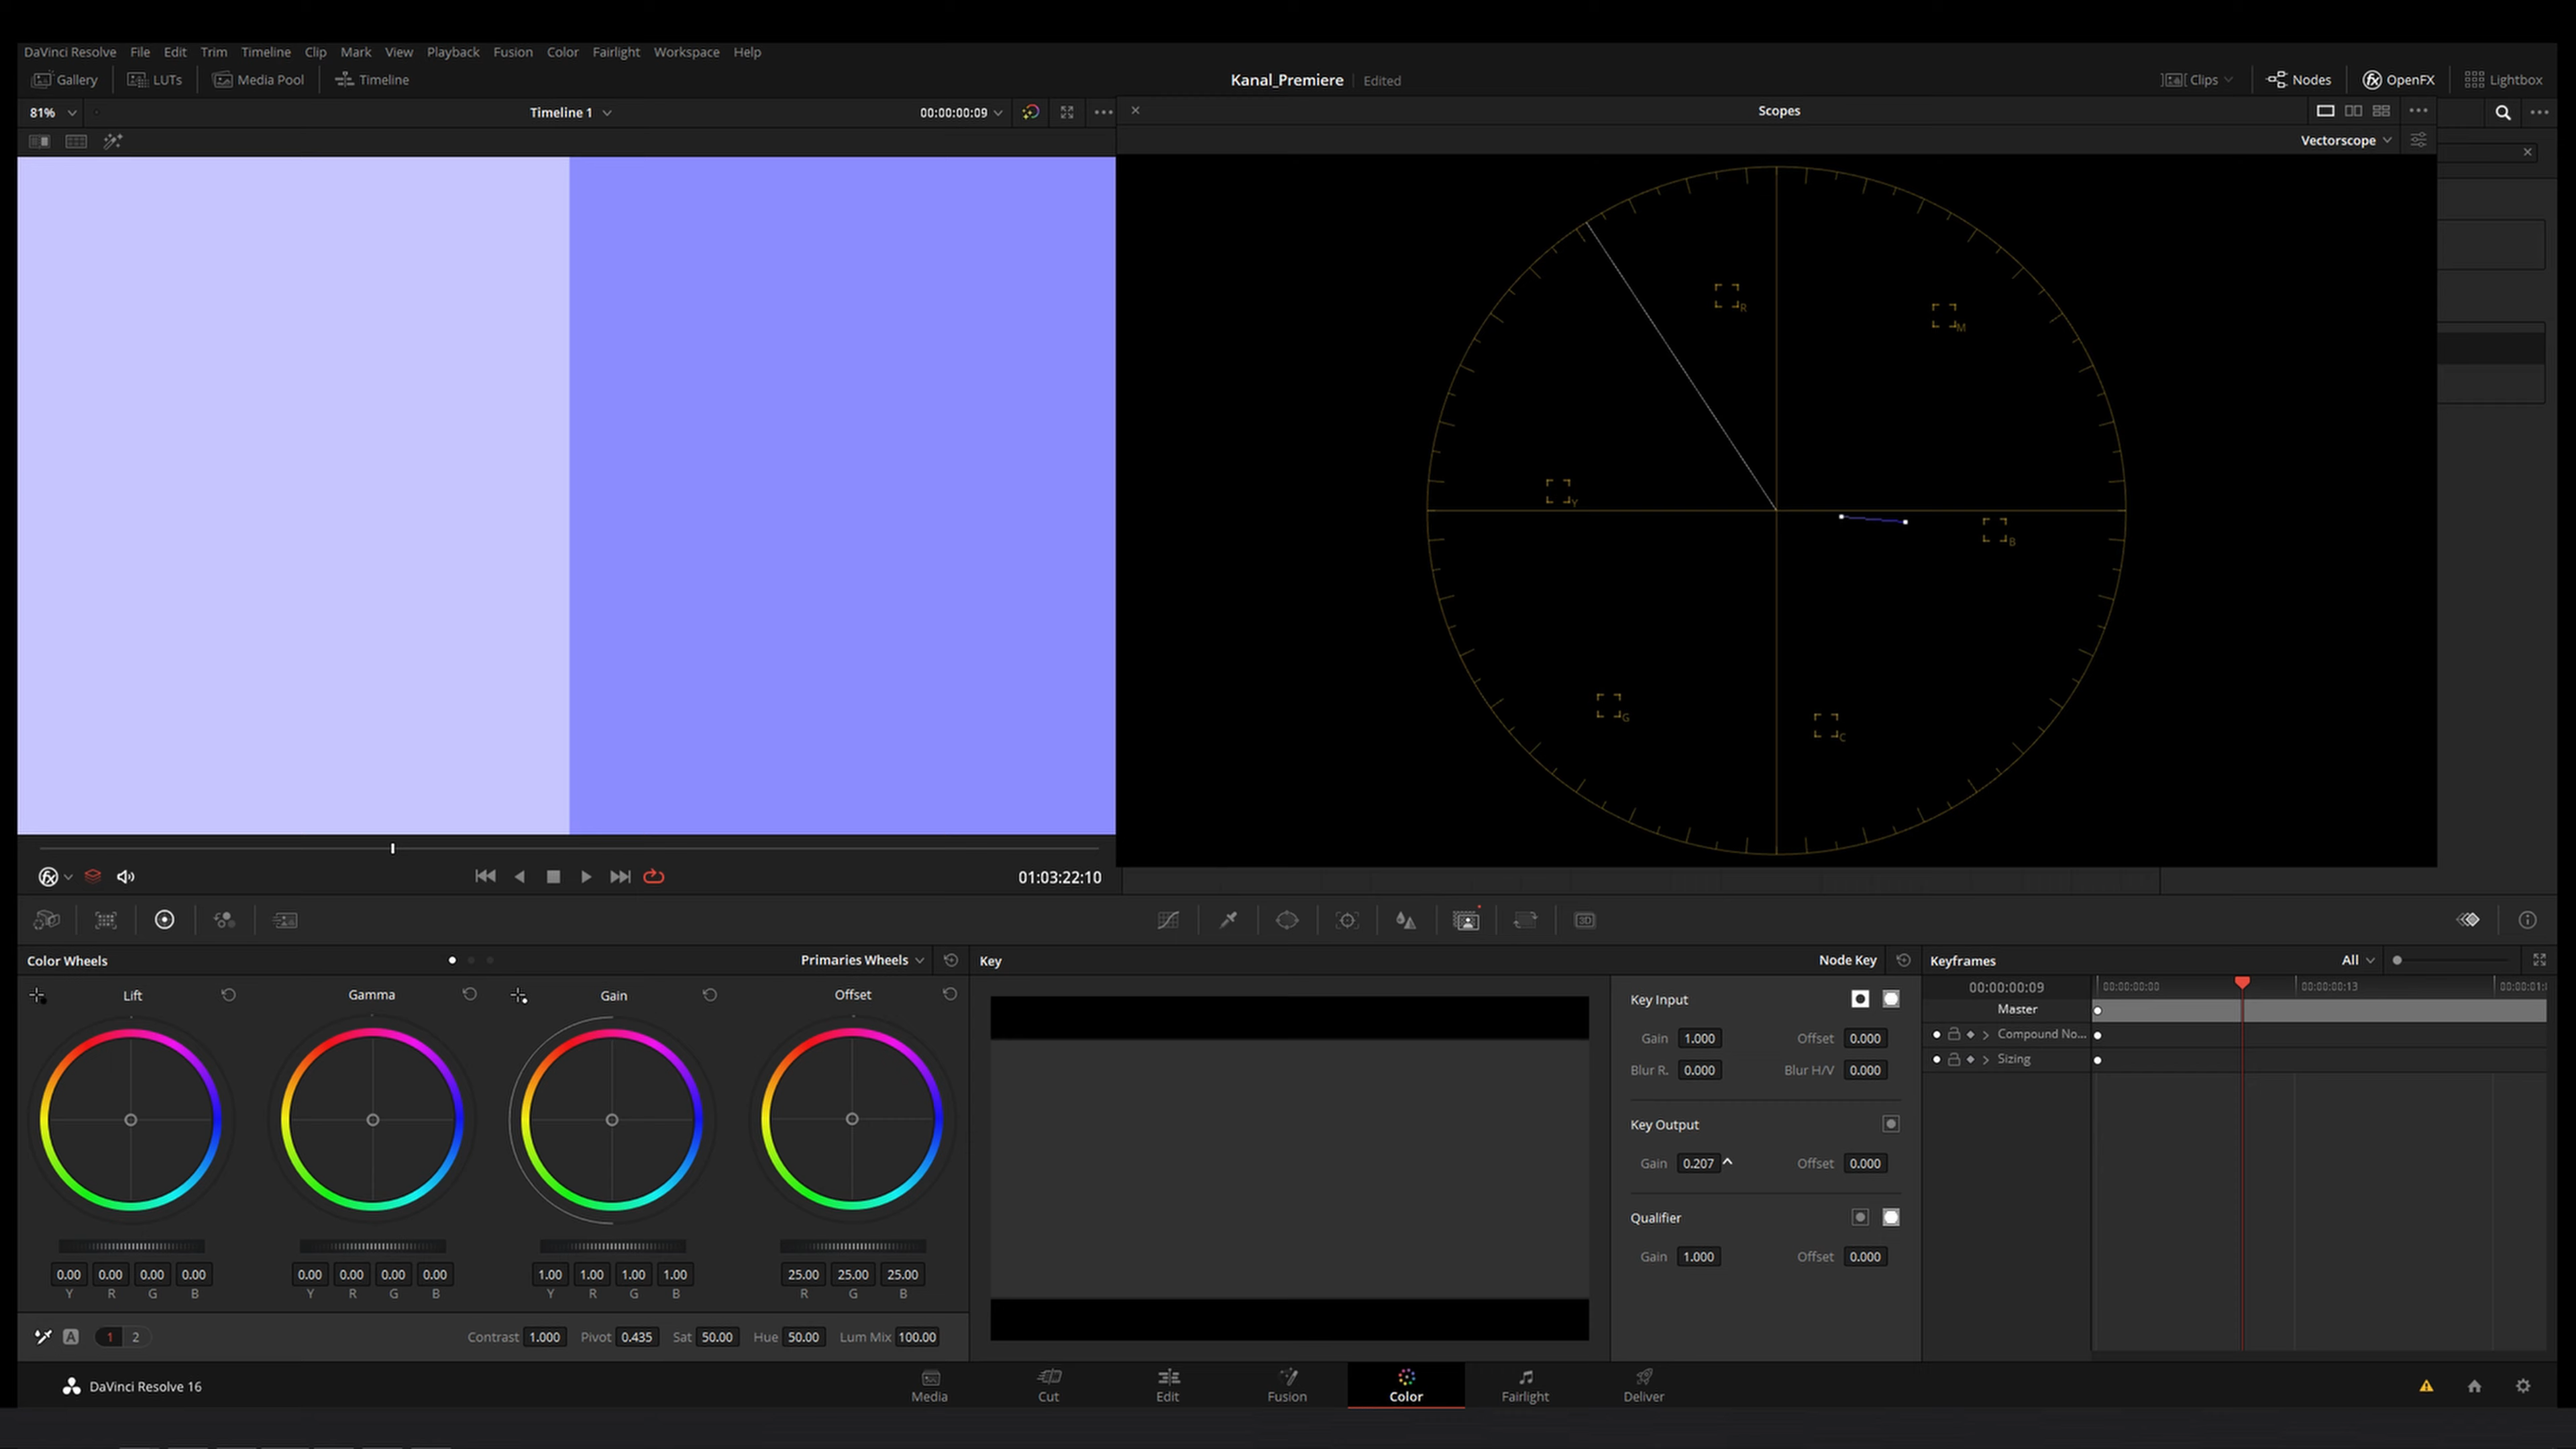 DaVinci Resolve File Edit Trim Timeline Clip Mark View Playback Fusion Color Fairlight Workspace Help
Gallery LUTs Media Pool Timeline Kanal_Premiere Edited Clips Nodes OpenFX Lightbox
81% Timeline 1 00:00:00:09 Scopes
Vectorscope
R
M
Y
B
G
C
01:03:22:10
3D
Color Wheels Primaries Wheels Key Node Key Keyframes All
Lift Gamma Gain Offset
Key Input
Gain 1.000 Offset 0.000
Blur R. 0.000 Blur H/V 0.000
Key Output
Gain 0.207 Offset 0.000
Qualifier
Gain 1.000 Offset 0.000
00:00:00:09 00:00:00:00 00:00:00:13 00:00:01:
Master
Compound No...
Sizing
0.00 0.00 0.00 0.00 0.00 0.00 0.00 0.00 1.00 1.00 1.00 1.00 25.00 25.00 25.00
Y R G B Y R G B Y R G B R G B
A 1 2 Contrast 1.000 Pivot 0.435 Sat 50.00 Hue 50.00 Lum Mix 100.00
DaVinci Resolve 16 Media Cut Edit Fusion Color Fairlight Deliver